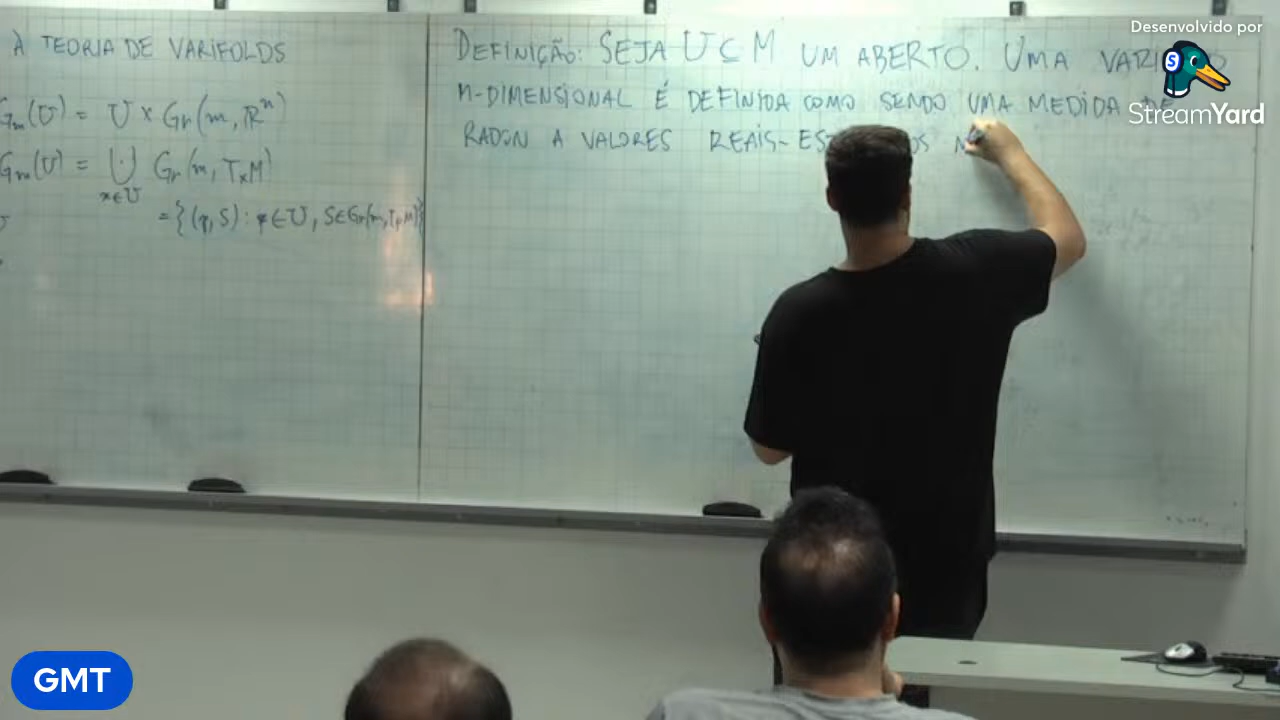 À TEORIA DE VARIFOLDS
Gm(U) = U × Gr(m, ℝⁿ)
Gm(U) = ⋃ Gr(m, TxM)
x∈U
= {(p, S) : p ∈ U, S ∈ Gr(m, TpM)}
DEFINIÇÃO: SEJA U ⊆ M UM ABERTO. UMA
M-DIMENSIONAL É DEFINIDA COMO SENDO UMA MEDIDA DE
RADON A VALORES REAIS-
Desenvolvido por
StreamYard
GMT